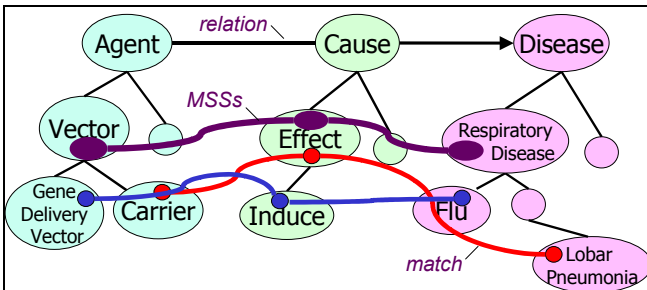 relation
Agent
Cause
Disease
MSSs
Vector
Effect
Respiratory
Disease
Gene
Delivery
Vector
Carrier
Induce
Flu
match
Lobar
Pneumonia